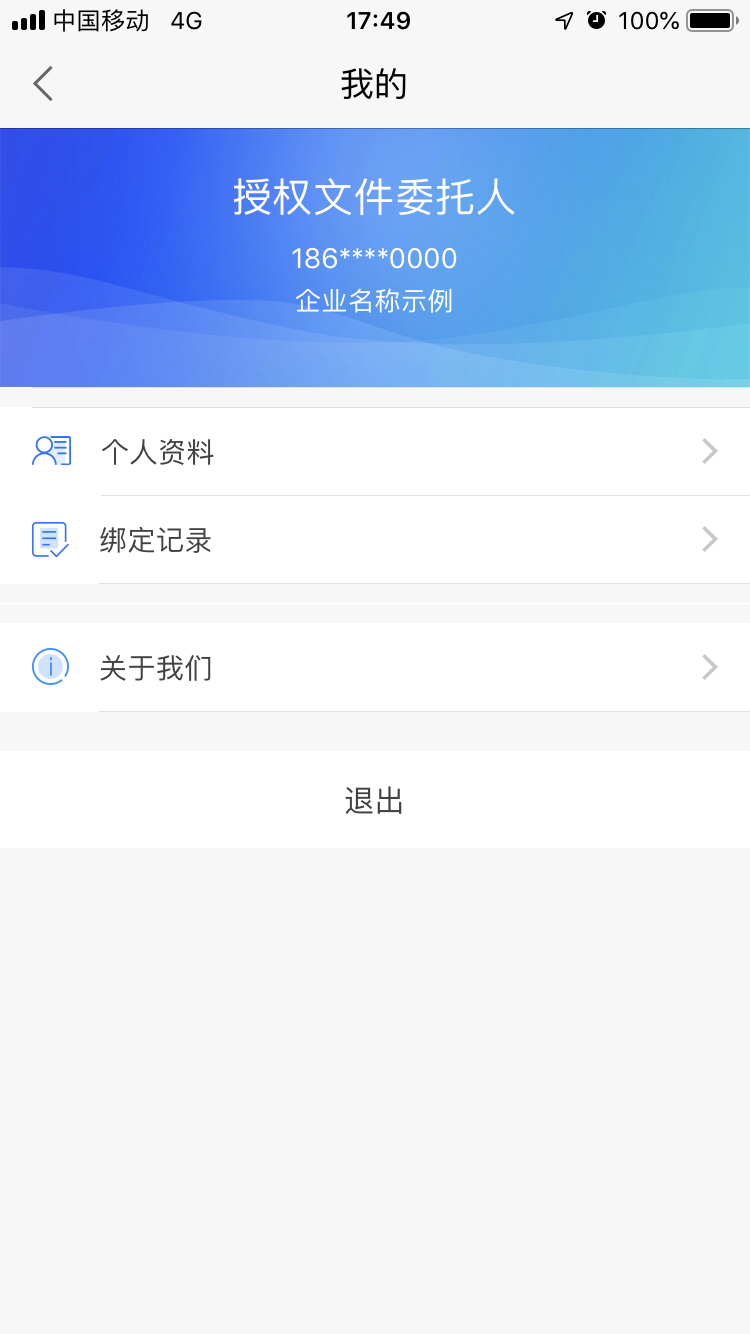 中国移动 4G 17:49 100%
我的
授权文件委托人
186****0000
企业名称示例
个人资料
绑定记录
关于我们
退出